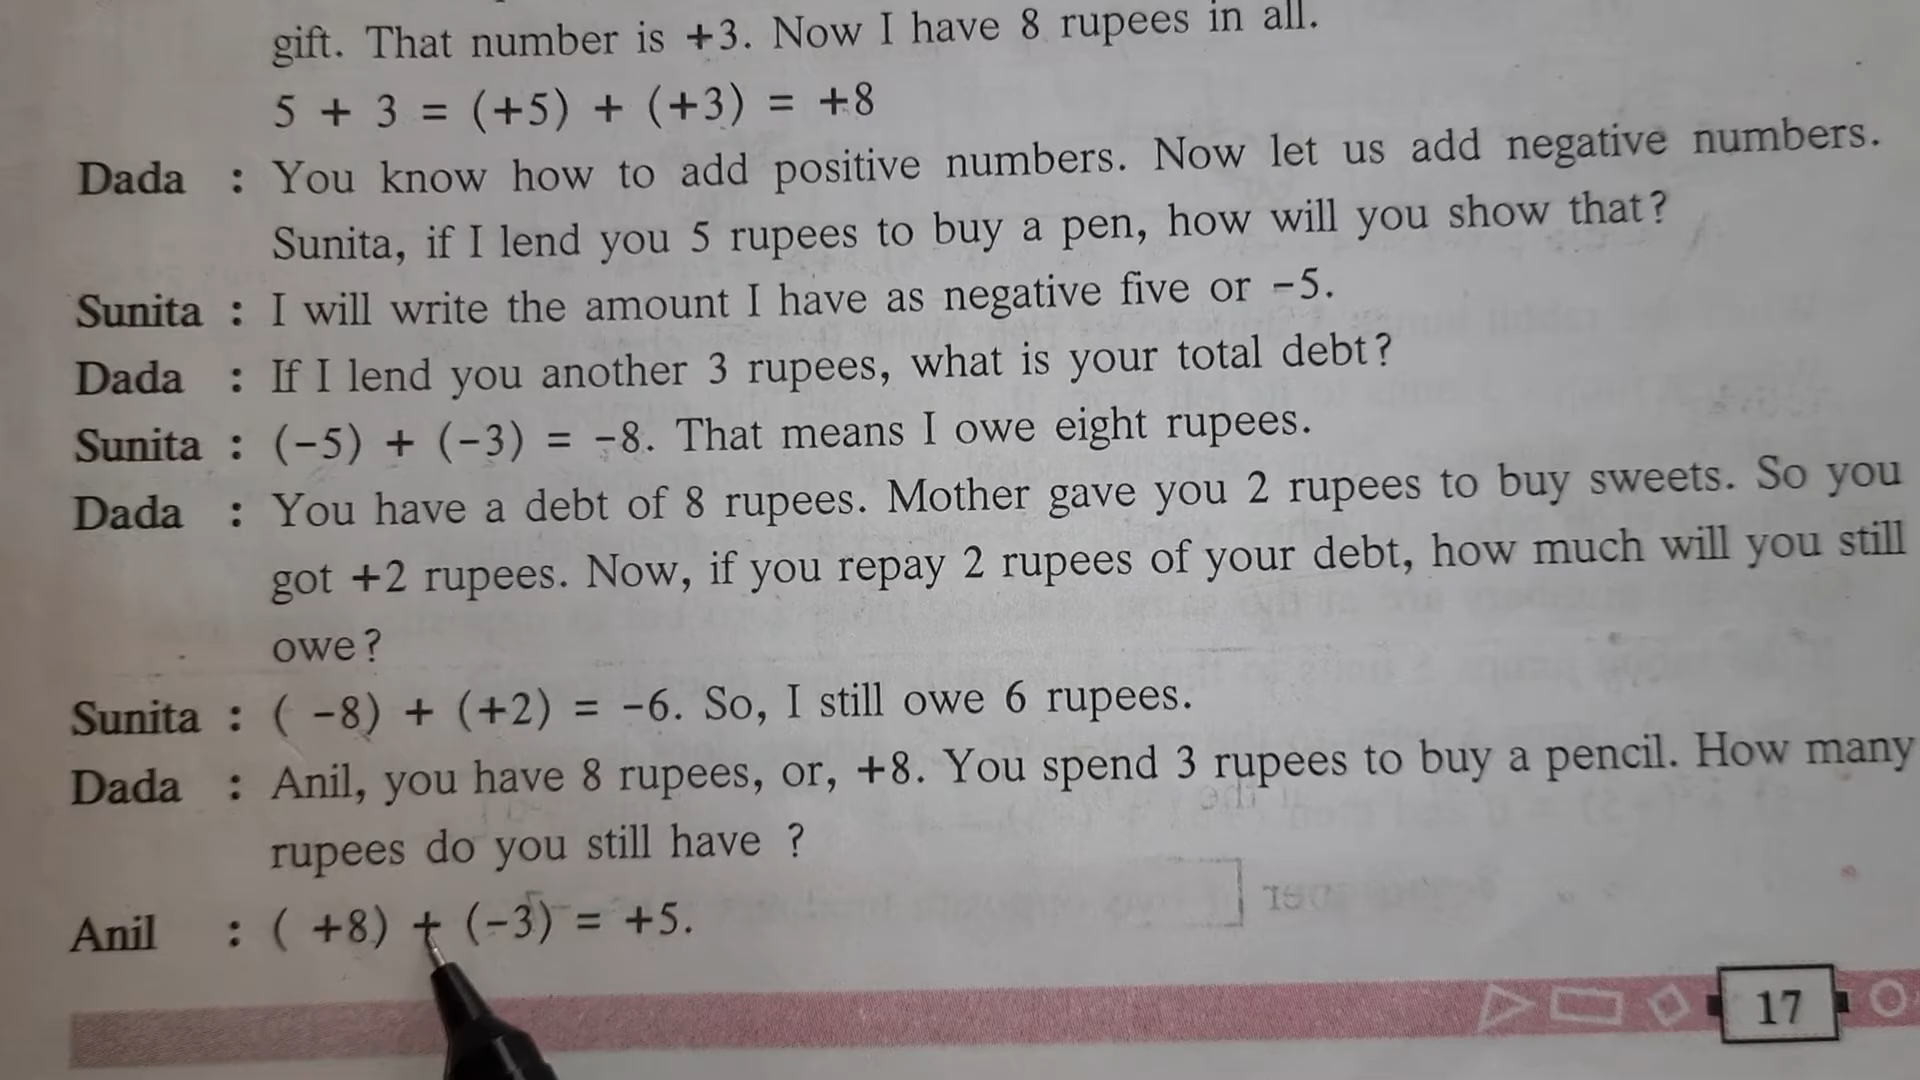 gift. That number is +3. Now I have 8 rupees in all.
5 + 3 = (+5) + (+3) = +8
Dada : You know how to add positive numbers. Now let us add negative numbers.
Sunita, if I lend you 5 rupees to buy a pen, how will you show that?
Sunita : I will write the amount I have as negative five or -5.
Dada : If I lend you another 3 rupees, what is your total debt?
Sunita : (-5) + (-3) = -8. That means I owe eight rupees.
Dada : You have a debt of 8 rupees. Mother gave you 2 rupees to buy sweets. So you
got +2 rupees. Now, if you repay 2 rupees of your debt, how much will you still
owe?
Sunita : ( -8) + (+2) = -6. So, I still owe 6 rupees.
Dada : Anil, you have 8 rupees, or, +8. You spend 3 rupees to buy a pencil. How many
rupees do you still have ?
Anil : ( +8) + (-3) = +5.
17